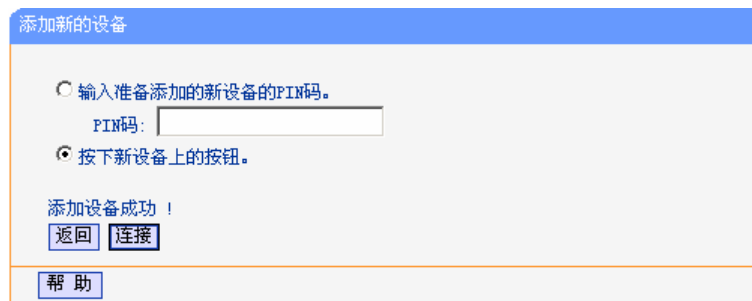 添加新的设备
输入准备添加的新设备的PIN码。
PIN码:
按下新设备上的按钮。
添加设备成功 !
返回 连接
帮 助